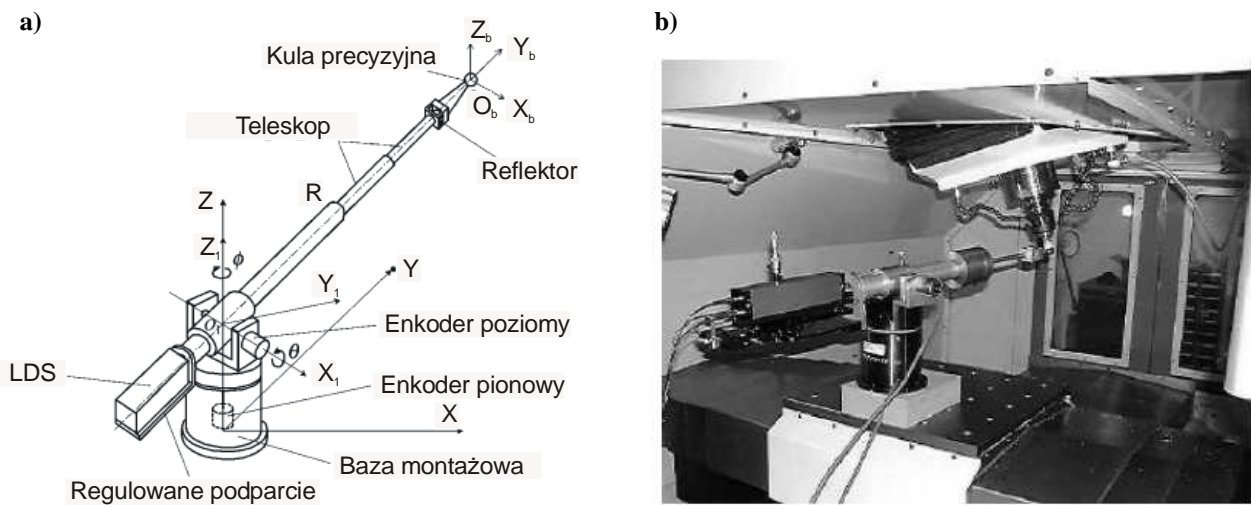 a)
b)
Z_b
Y_b
Kula precyzyjna
O_b X_b
Teleskop
Reflektor
R
Z
Z_1
ϕ
Y
Y_1
O_1
Enkoder poziomy
θ
LDS
X_1
Enkoder pionowy
X
Baza montażowa
Regulowane podparcie